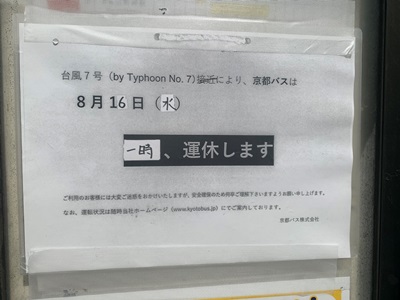 台風７号（by Typhoon No. 7)接近により、京都バスは
８月16日（水）
一時、運休します
ご利用のお客様には大変ご迷惑をおかけいたしますが、安全確保のため何卒ご理解下さいますようお願い申し上げます。
なお、運転状況は随時当社ホームページ（www.kyotobus.jp）にてご案内しております。
京都バス株式会社